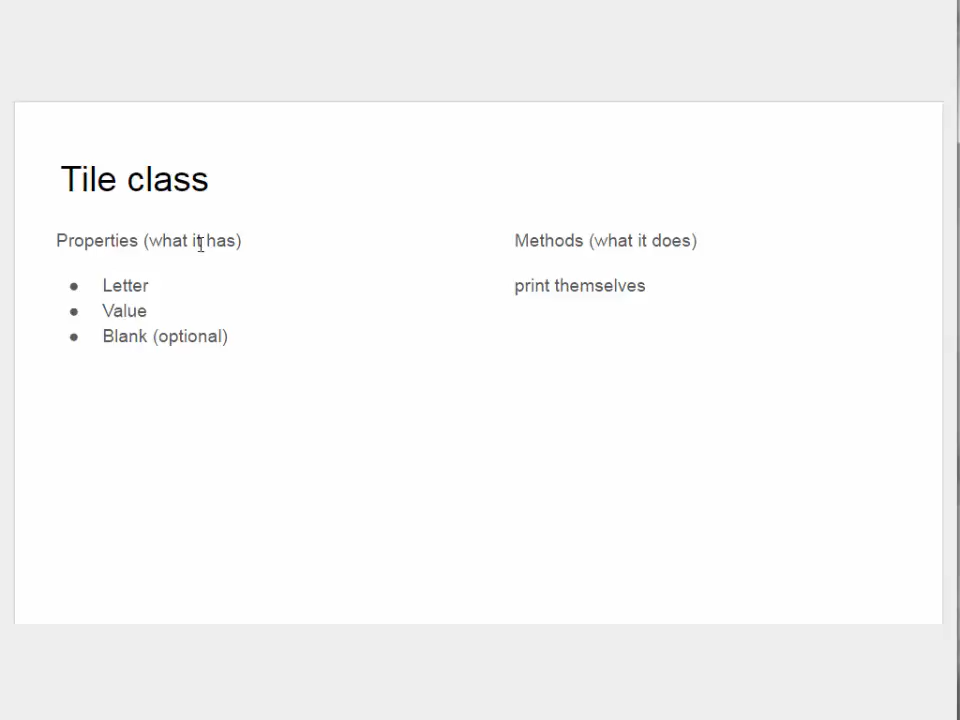 Tile class
Properties (what it has)
● Letter
● Value
● Blank (optional)
Methods (what it does)
print themselves